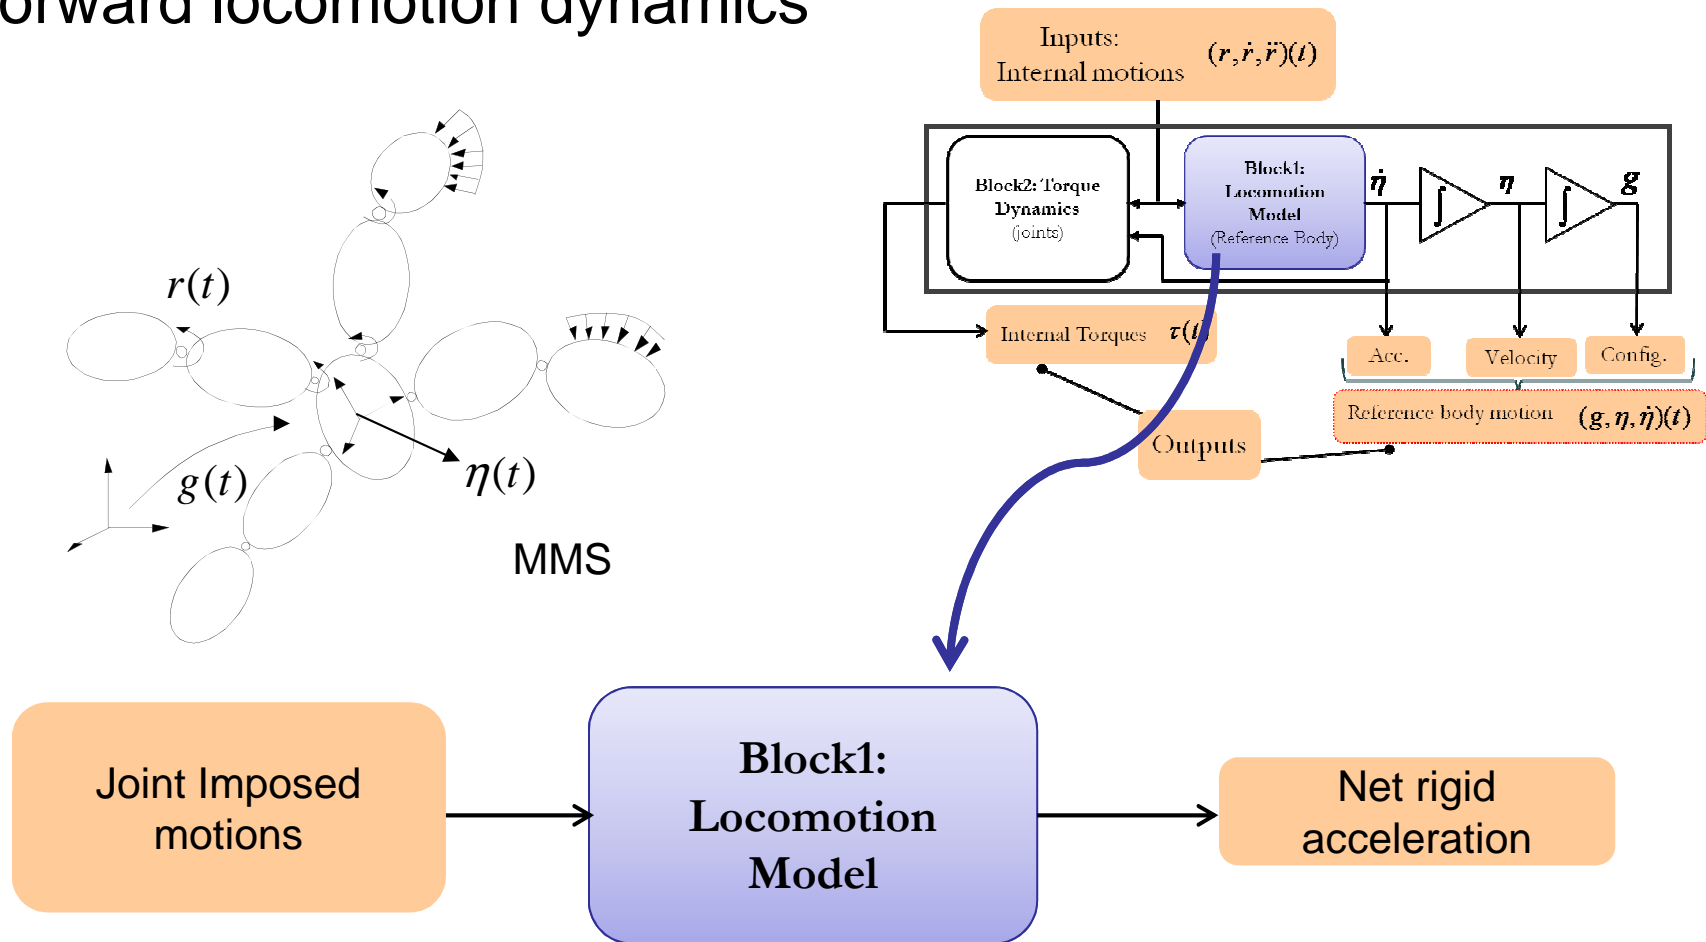 orward locomotion dynamics
Inputs:
Internal motions (r, ṙ, r̈)(t)
Block2: Torque
Dynamics
(joints)
Block1:
Locomotion
Model
(Reference Body)
η̇
∫
η
∫
g
Internal Torques τ(t)
Acc.
Velocity
Config.
Reference body motion (g, η, η̇)(t)
Outputs
r(t)
g(t)
η(t)
MMS
Joint Imposed
motions
Block1:
Locomotion
Model
Net rigid
acceleration